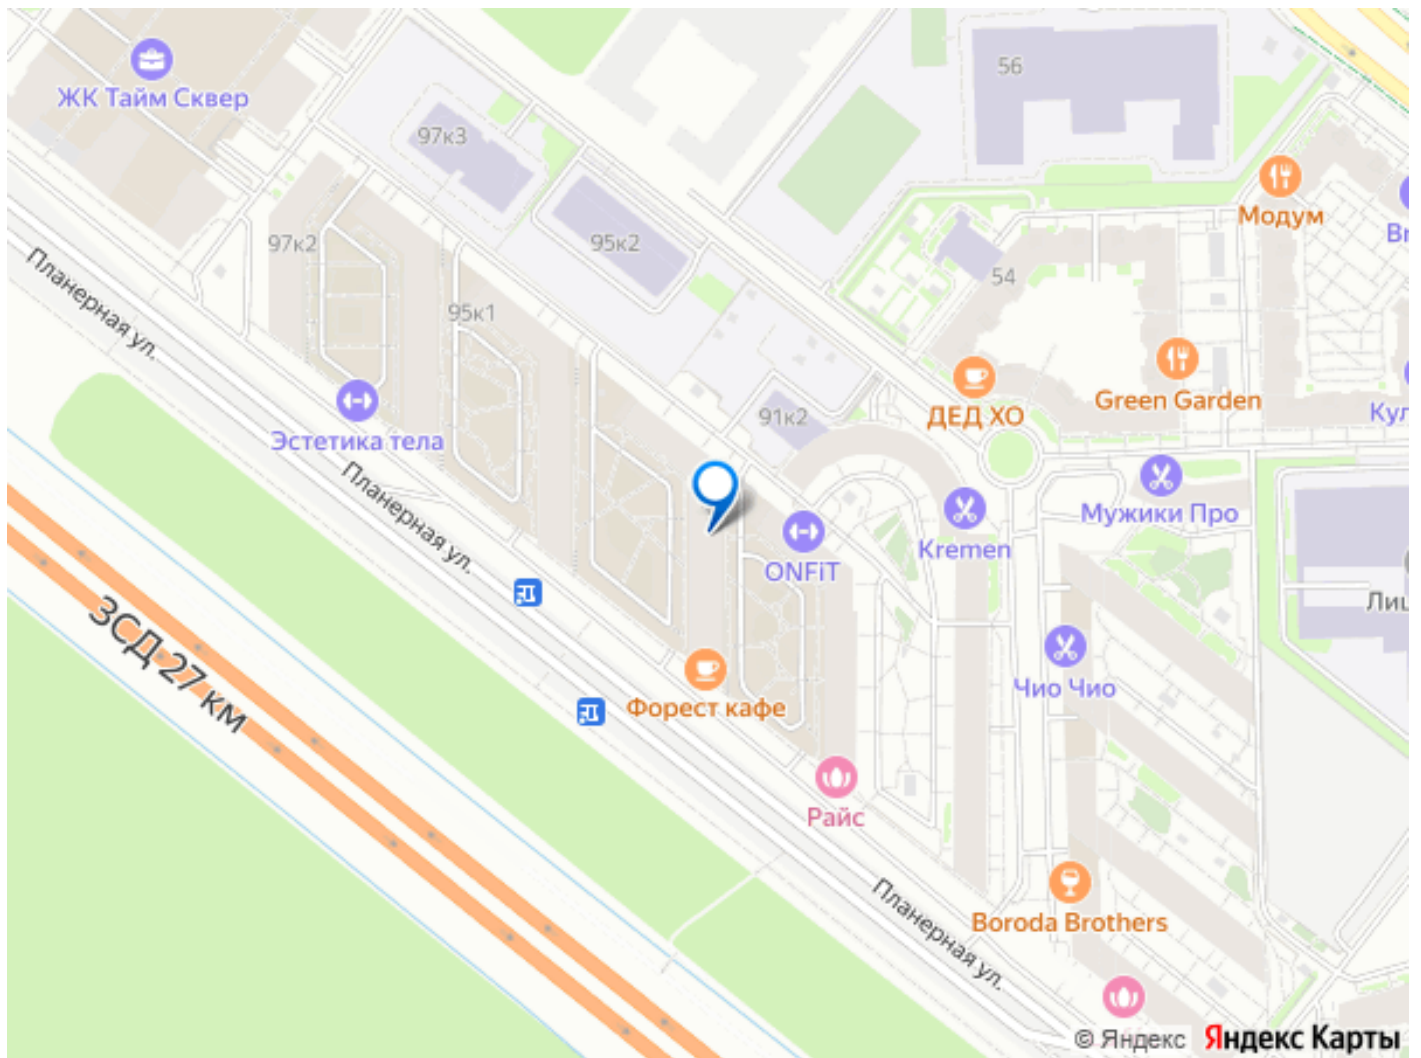 56
ЖК Тайм Сквер
97к3
Модум
97к2
95к2
54
95к1
Планерная ул.
Green Garden
ДЕД ХО
91к2
Эстетика тела
Планерная ул.
Мужики Про
Kremen
ONFiT
ЗСД 27 км
Чио Чио
Форест кафе
Райс
Планерная ул.
Boroda Brothers
© Яндекс Яндекс Карты